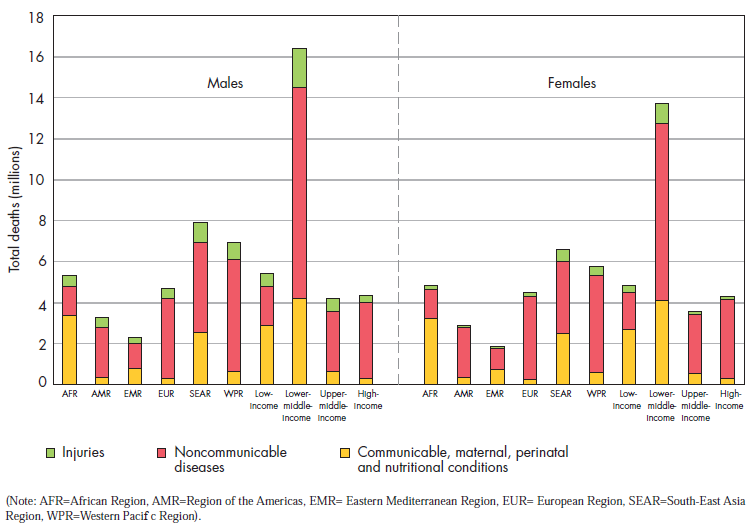 18
16
14
12
10
8
6
4
2
0
Total deaths (millions)
Males
Females
AFR AMR EMR EUR SEAR WPR Low-income Lower-middle-income Upper-middle-income High-income
AFR AMR EMR EUR SEAR WPR Low-income Lower-middle-income Upper-middle-income High-income
Injuries
Noncommunicable
diseases
Communicable, maternal, perinatal
and nutritional conditions
(Note: AFR=African Region, AMR=Region of the Americas, EMR= Eastern Mediterranean Region, EUR= European Region, SEAR=South-East Asia
Region, WPR=Western Pacific Region).